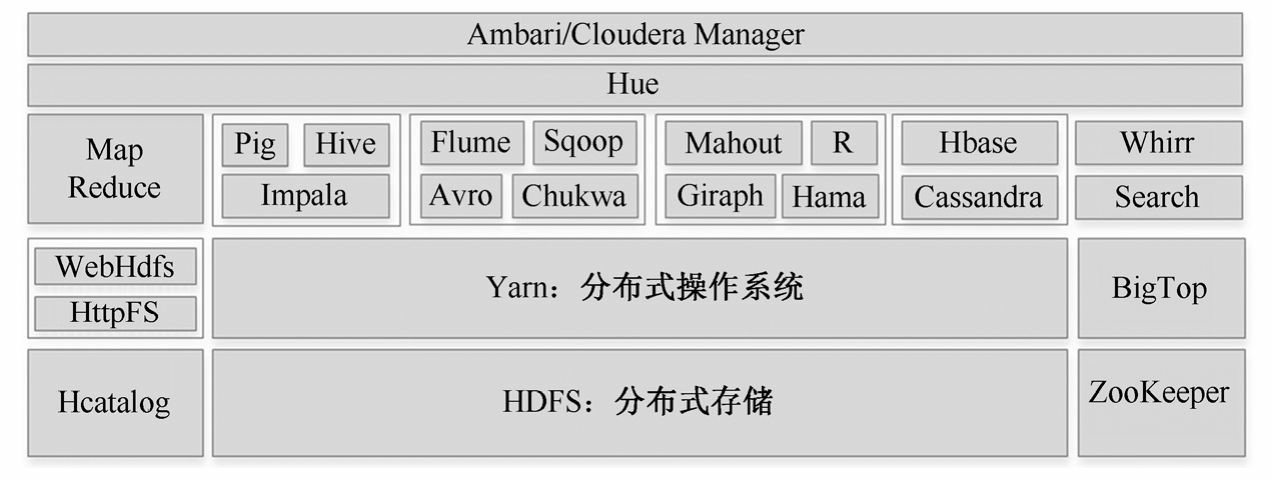 Ambari/Cloudera Manager
Hue
Map
Reduce
Pig
Hive
Impala
Flume
Sqoop
Avro
Chukwa
Mahout
R
Giraph
Hama
Hbase
Cassandra
Whirr
Search
WebHdfs
HttpFS
Yarn：分布式操作系统
BigTop
Hcatalog
HDFS：分布式存储
ZooKeeper